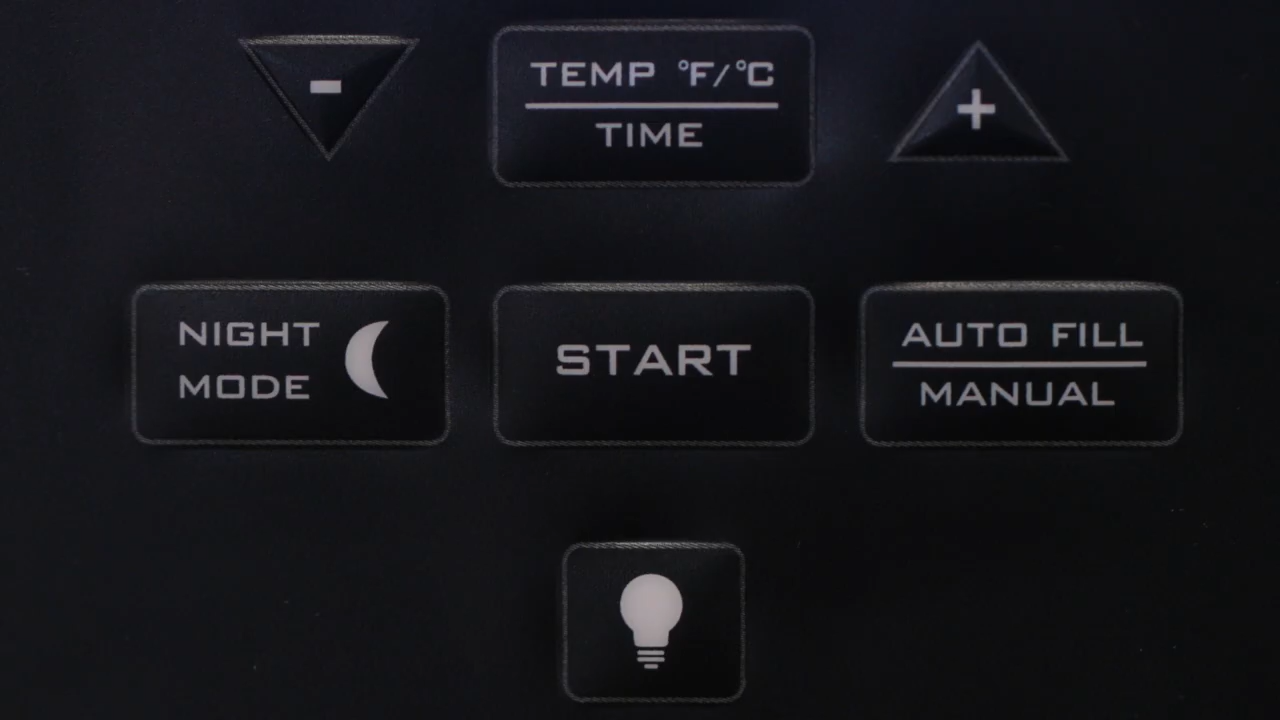 -
TEMP °F/°C
TIME
+
NIGHT
MODE
START
AUTO FILL
MANUAL